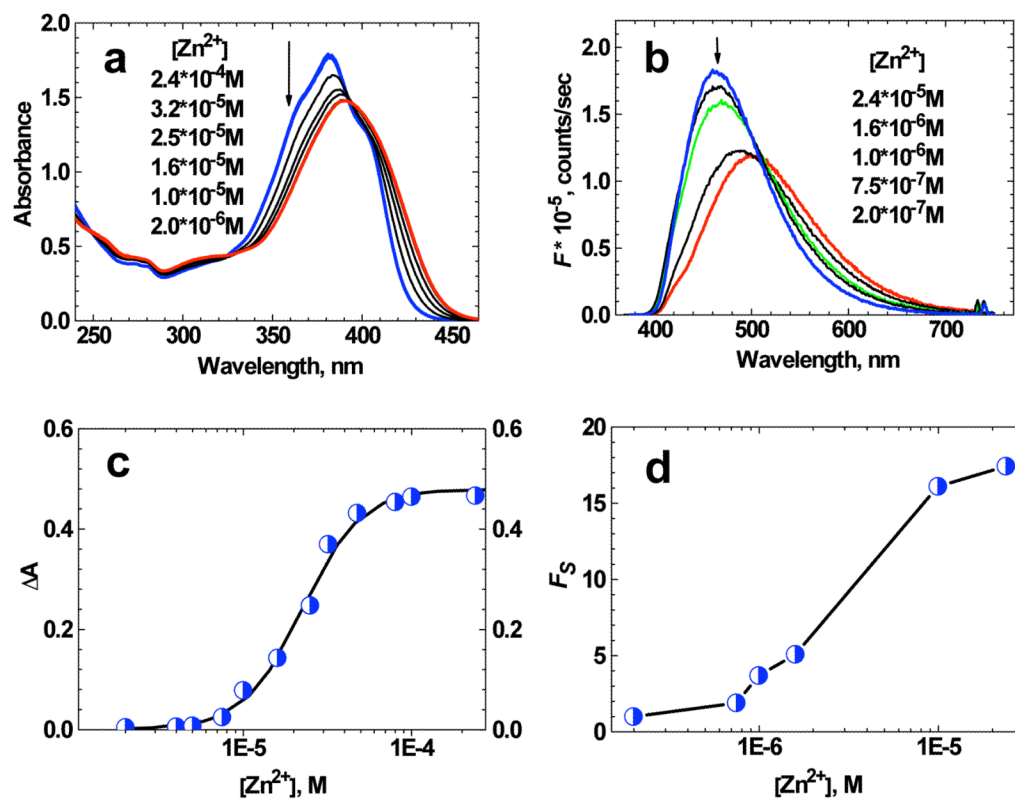 a
[Zn2+]
2.4*10-4M
3.2*10-5M
2.5*10-5M
1.6*10-5M
1.0*10-5M
2.0*10-6M
Absorbance
2.0
1.5
1.0
0.5
0.0
250 300 350 400 450
Wavelength, nm
b
[Zn2+]
2.4*10-5M
1.6*10-6M
1.0*10-6M
7.5*10-7M
2.0*10-7M
F* 10-5, counts/sec
2.0
1.5
1.0
0.5
0.0
400 500 600 700
Wavelength, nm
c
ΔA
0.6
0.4
0.2
0.0
0.6
0.4
0.2
0.0
1E-5 1E-4
[Zn2+], M
d
FS
20
15
10
5
0
1E-6 1E-5
[Zn2+], M